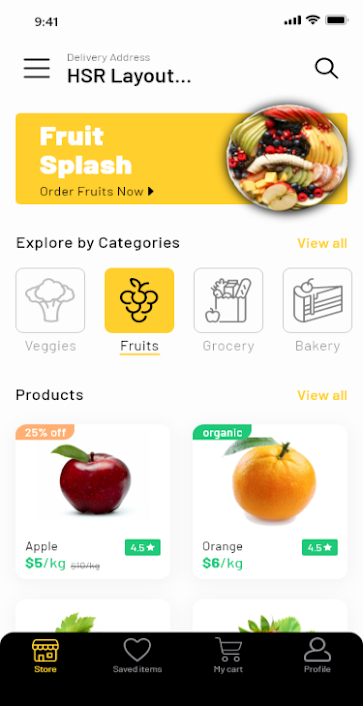 9:41
Delivery Address
HSR Layout...
Fruit
Splash
Order Fruits Now
Explore by Categories
View all
Veggies
Fruits
Grocery
Bakery
Products
View all
25% off
organic
Apple
4.5
$5/kg $10/kg
Orange
4.5
$6/kg
Store
Saved items
My cart
Profile